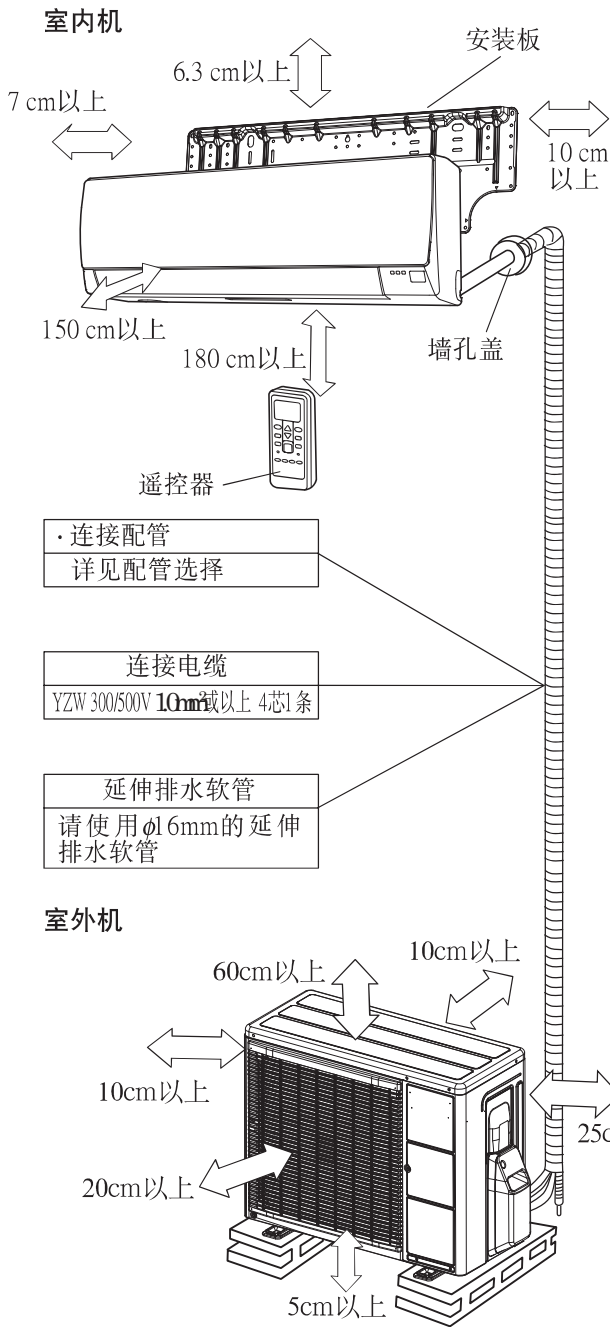 室内机
安装板
6.3 cm以上
7 cm以上
10 cm
以上
150 cm以上
180 cm以上
墙孔盖
遥控器
·连接配管
详见配管选择
连接电缆
YZW 300/500V 1.0mm²或以上 4芯1条
延伸排水软管
请使用ϕ16mm的延伸
排水软管
室外机
10cm以上
60cm以上
10cm以上
25c
20cm以上
5cm以上